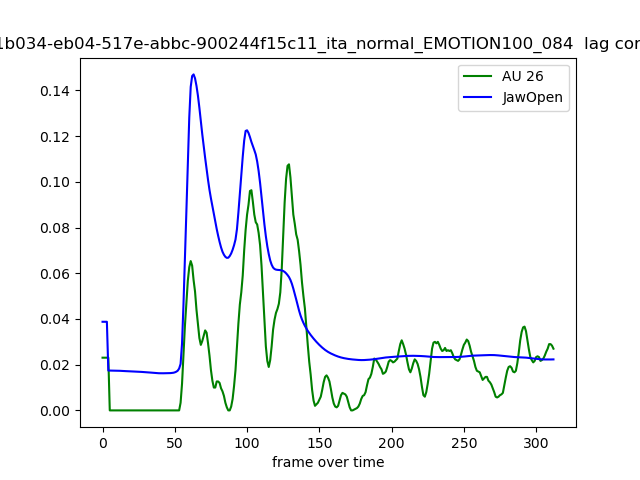 1b034-eb04-517e-abbc-900244f15c11_ita_normal_EMOTION100_084 lag cor
AU 26
JawOpen
0.14
0.12
0.10
0.08
0.06
0.04
0.02
0.00
0 50 100 150 200 250 300
frame over time